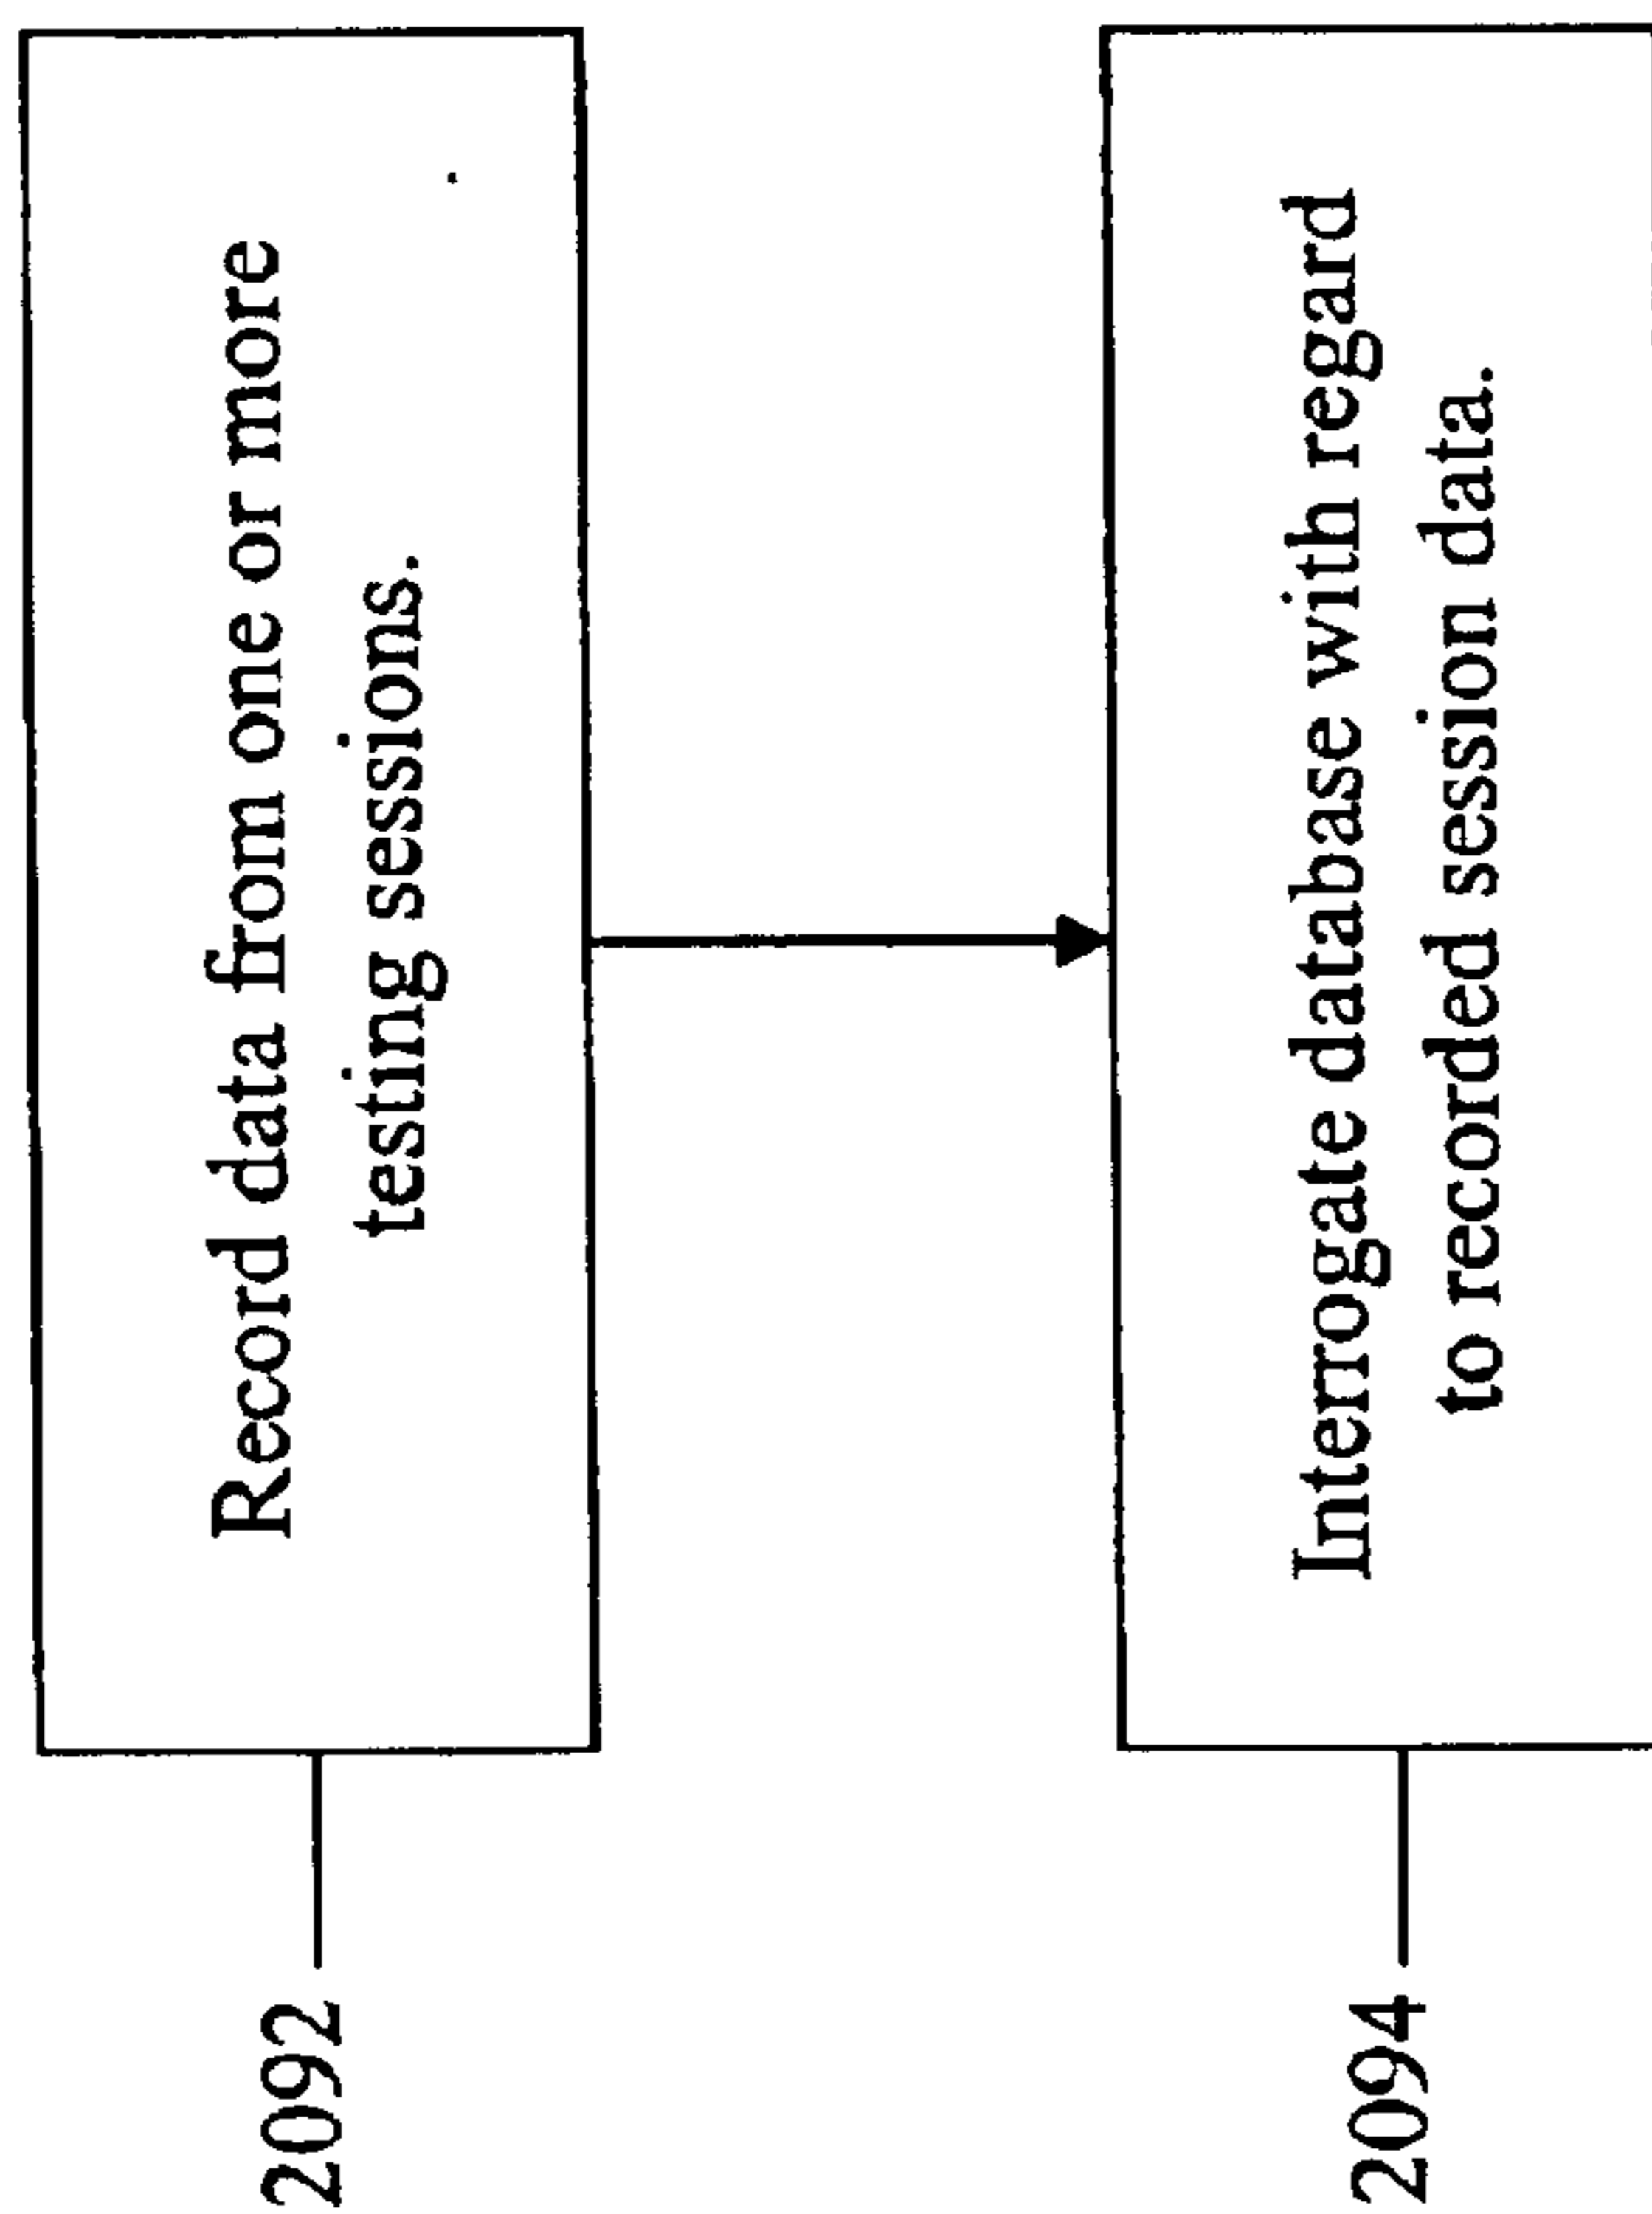 2092
Record data from one or more
testing sessions.
2094
Interrogate database with regard
to recorded session data.